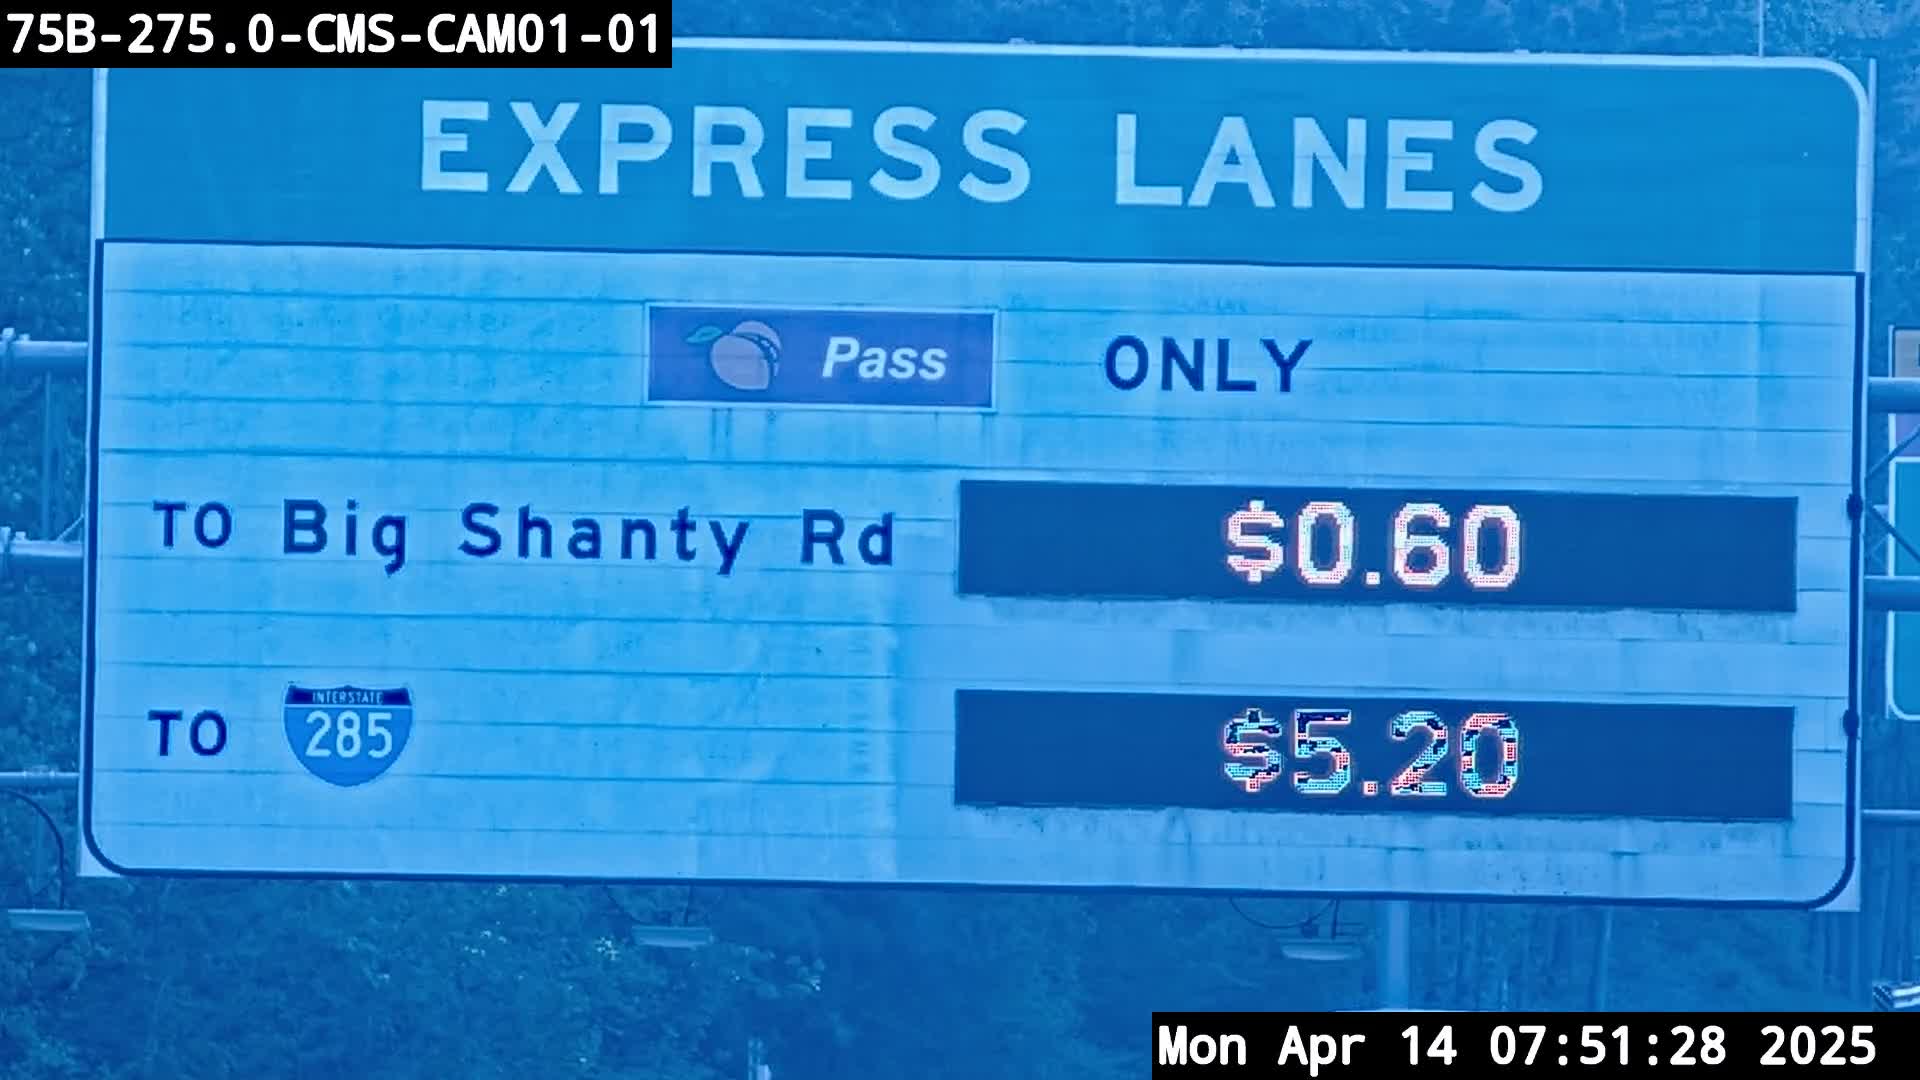 75B-275.0-CMS-CAM01-01
EXPRESS LANES
Pass ONLY
TO Big Shanty Rd $0.60
INTERSTATE
TO 285 $5.20
Mon Apr 14 07:51:28 2025